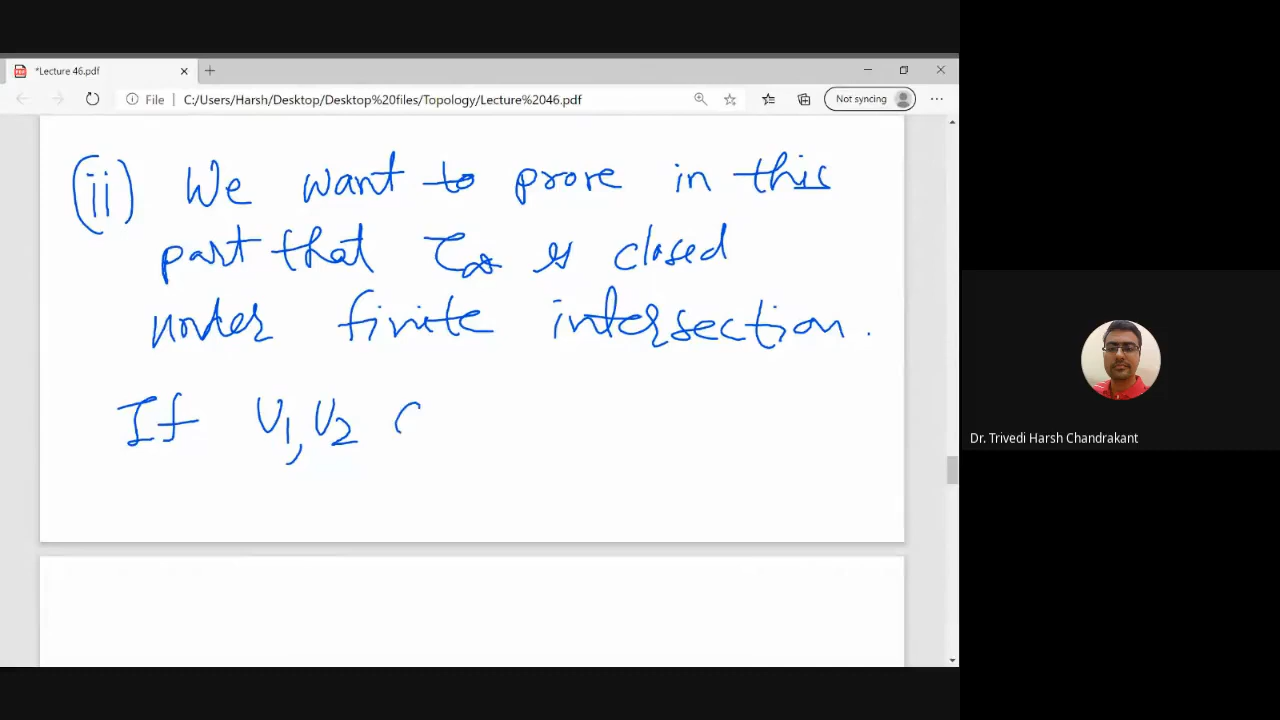 *Lecture 46.pdf
File | C:/Users/Harsh/Desktop/Desktop%20files/Topology/Lecture%2046.pdf
Not syncing
(ii) We want to prove in this
part that τ∞ is closed
under finite intersection.
If U1, U2
Dr. Trivedi Harsh Chandrakant